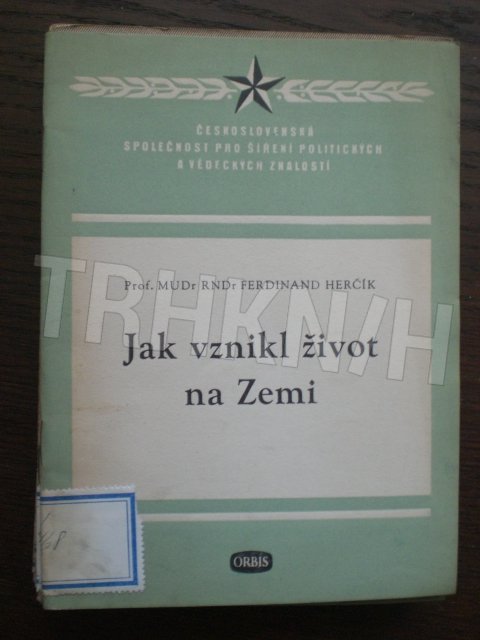 ČESKOSLOVENSKÁ
SPOLEČNOST PRO ŠÍŘENÍ POLITICKÝCH
A VĚDECKÝCH ZNALOSTÍ
Prof. MUDr RNDr FERDINAND HERČÍK
TRHKNIH
Jak vznikl život
na Zemi
ORBIS